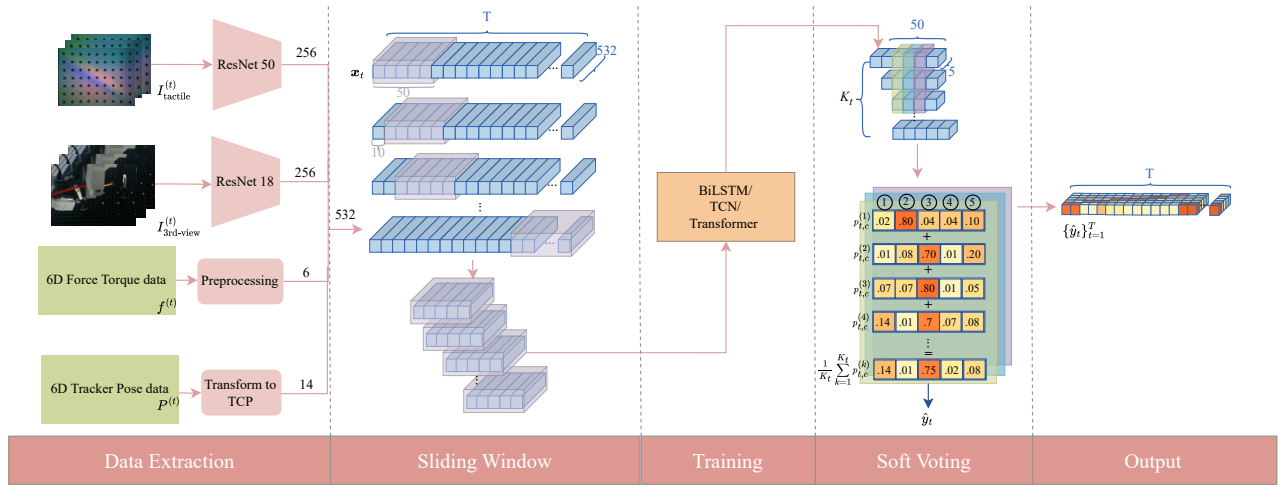 ResNet 50
256
I_tactile^(t)
ResNet 18
256
I_3rd-view^(t)
532
6D Force Torque data
f^(t)
Preprocessing
6
6D Tracker Pose data
P^(t)
Transform to
TCP
14
T
532
x_t
50
...
10
...
...
⋮
...
⋮
BiLSTM/
TCN/
Transformer
50
5
K_t
⋮
1 2 3 4 5
p_t,c^(1) .02 .80 .04 .04 .10
+
p_t,c^(2) .01 .08 .70 .01 .20
+
p_t,c^(3) .07 .07 .80 .01 .05
+
p_t,c^(4) .14 .01 .7 .07 .08
⋮
=
1/K_t ∑_{k=1}^{K_t} p_t,c^(k) .14 .01 .75 .02 .08
ŷ_t
T
...
{ŷ_t}_{t=1}^T
Data Extraction
Sliding Window
Training
Soft Voting
Output